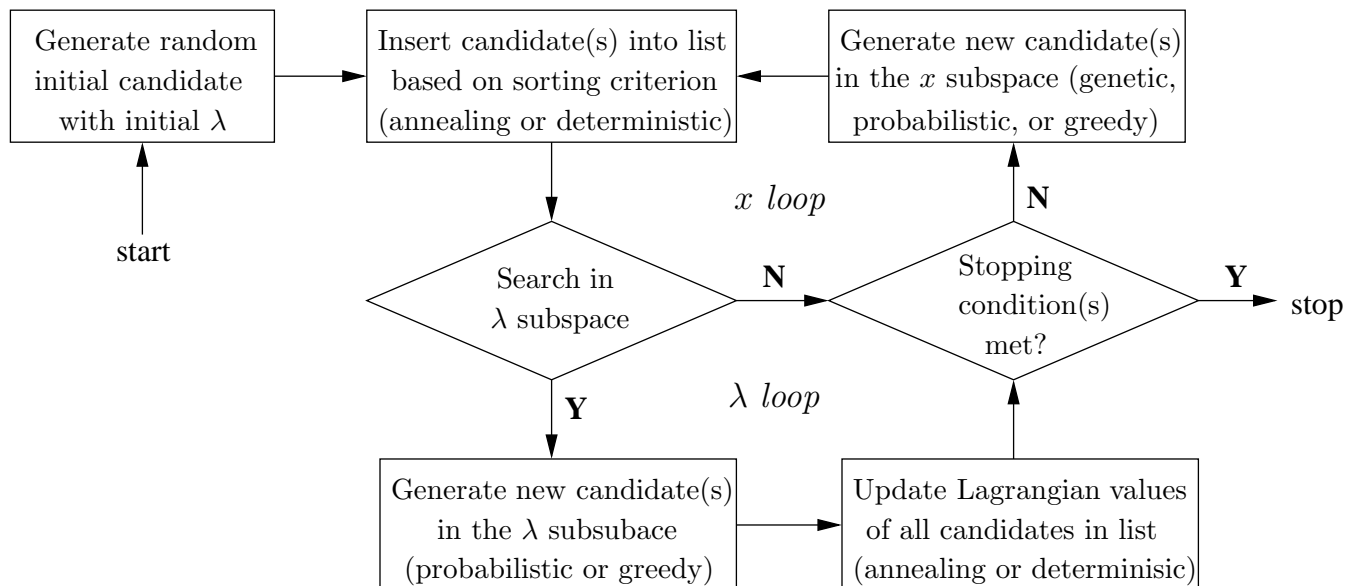 Generate random
initial candidate
with initial λ
Insert candidate(s) into list
based on sorting criterion
(annealing or deterministic)
Generate new candidate(s)
in the x subspace (genetic,
probabilistic, or greedy)
start
x loop
N
Search in
λ subspace
N
Stopping
condition(s)
met?
Y
stop
Y
λ loop
Generate new candidate(s)
in the λ subsubace
(probabilistic or greedy)
Update Lagrangian values
of all candidates in list
(annealing or determinisic)